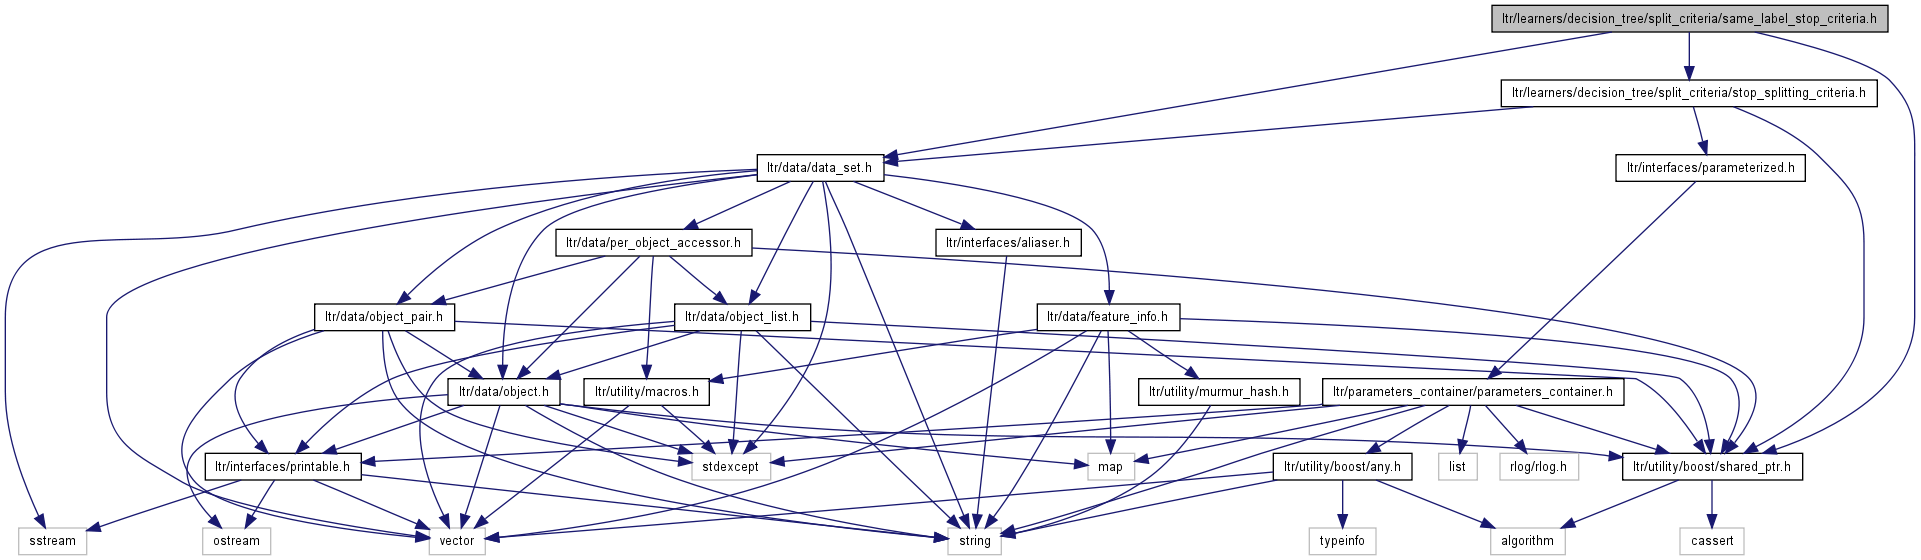 ltr/learners/decision_tree/split_criteria/same_label_stop_criteria.h
ltr/learners/decision_tree/split_criteria/stop_splitting_criteria.h
ltr/data/data_set.h
ltr/interfaces/parameterized.h
ltr/data/per_object_accessor.h
ltr/interfaces/aliaser.h
ltr/data/object_pair.h
ltr/data/object_list.h
ltr/data/feature_info.h
ltr/data/object.h
ltr/utility/macros.h
ltr/utility/murmur_hash.h
ltr/parameters_container/parameters_container.h
ltr/interfaces/printable.h
stdexcept
map
ltr/utility/boost/any.h
list
rlog/rlog.h
ltr/utility/boost/shared_ptr.h
sstream
ostream
vector
string
typeinfo
algorithm
cassert